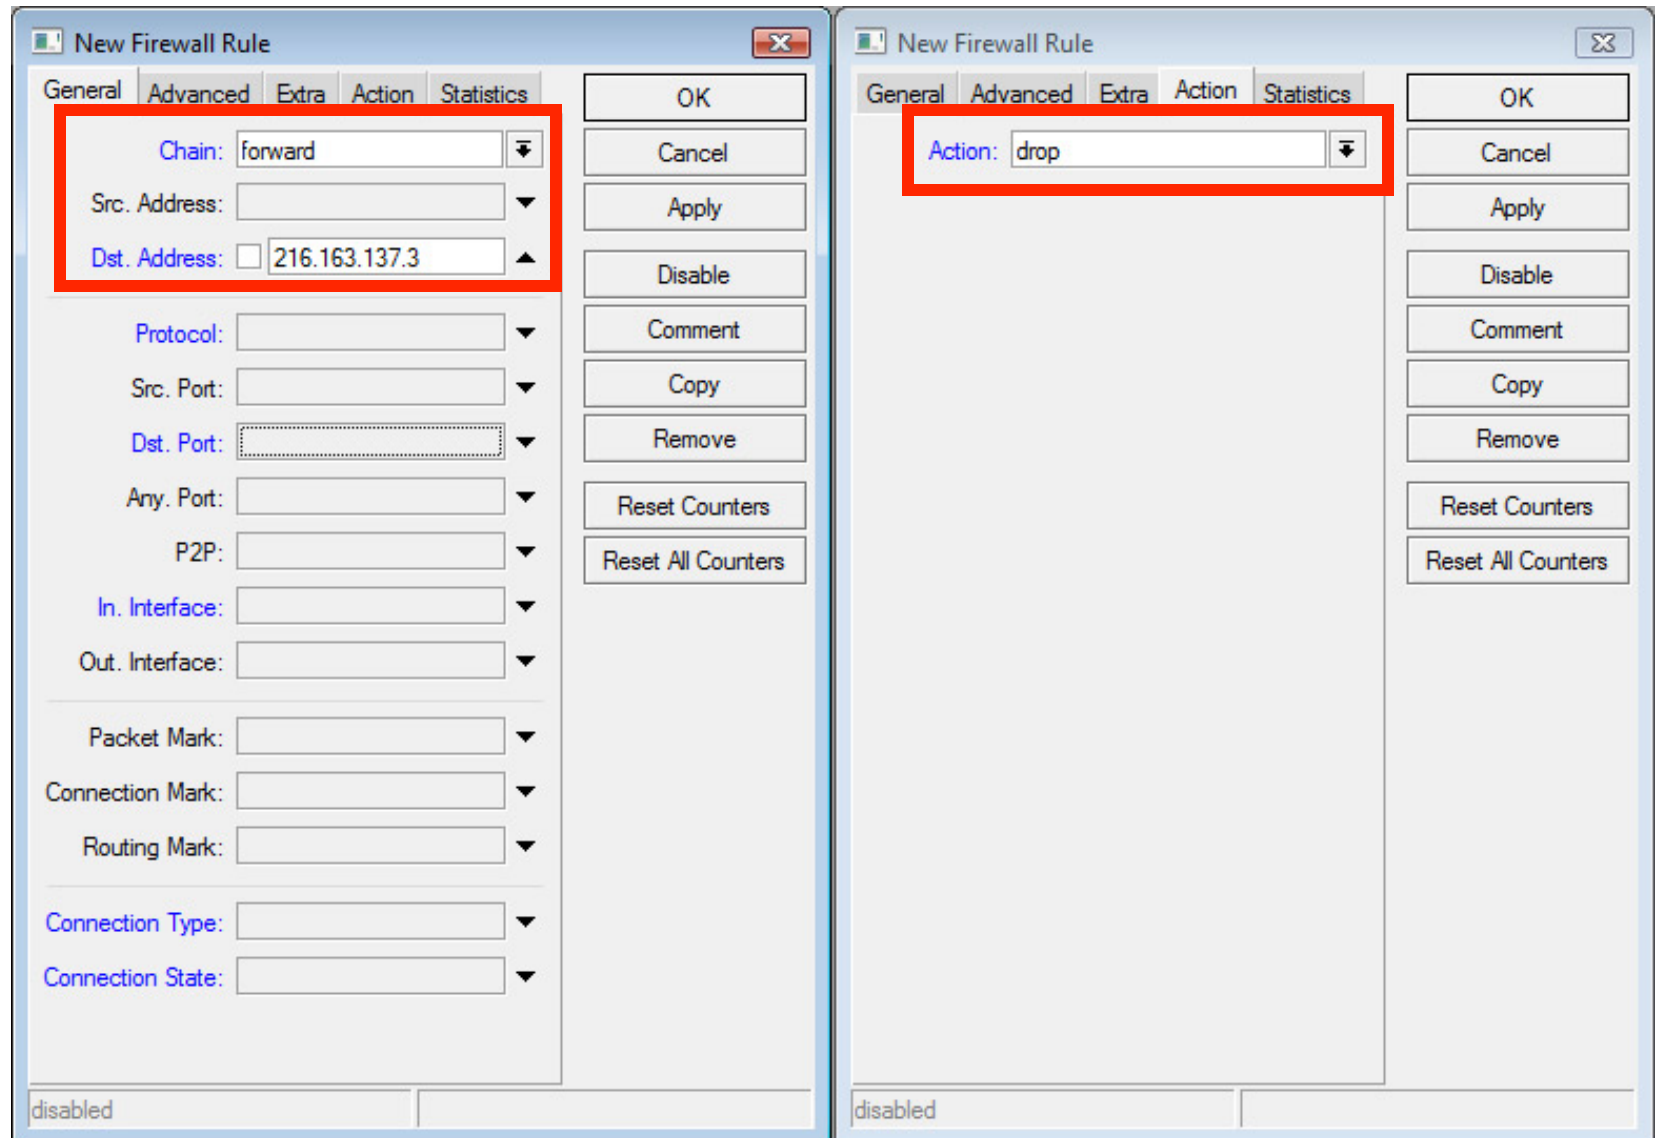 New Firewall Rule
General Advanced Extra Action Statistics
OK
Chain: forward
Cancel
Src. Address:
Apply
Dst. Address: 216.163.137.3
Disable
Protocol:
Comment
Src. Port:
Copy
Dst. Port:
Remove
Any. Port:
Reset Counters
P2P:
Reset All Counters
In. Interface:
Out. Interface:
Packet Mark:
Connection Mark:
Routing Mark:
Connection Type:
Connection State:
disabled
New Firewall Rule
General Advanced Extra Action Statistics
OK
Action: drop
Cancel
Apply
Disable
Comment
Copy
Remove
Reset Counters
Reset All Counters
disabled